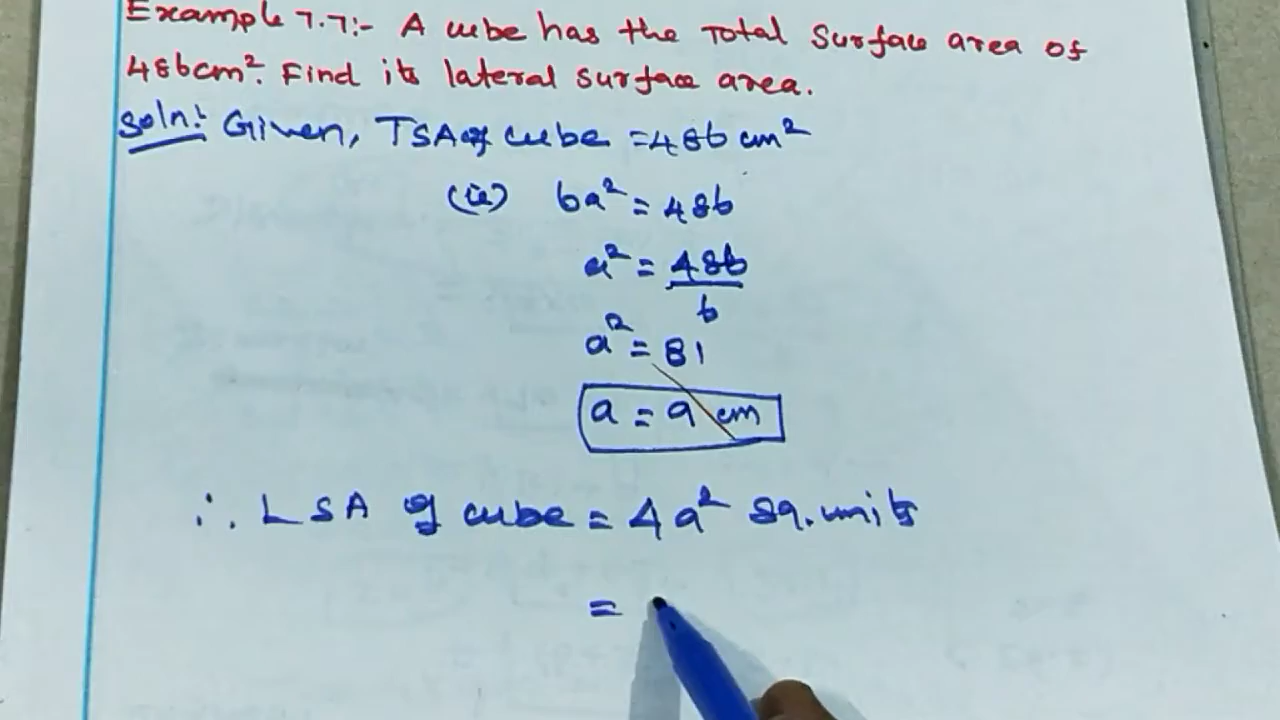 Example 7.7:- A cube has the Total Surface area of
486cm². Find its lateral surface area.
Soln: Given, TSA of cube = 486 cm²
(ie) 6a² = 486
a² = 486
6
a² = 81
a = 9 cm
∴ LSA of cube = 4a² sq.units
=